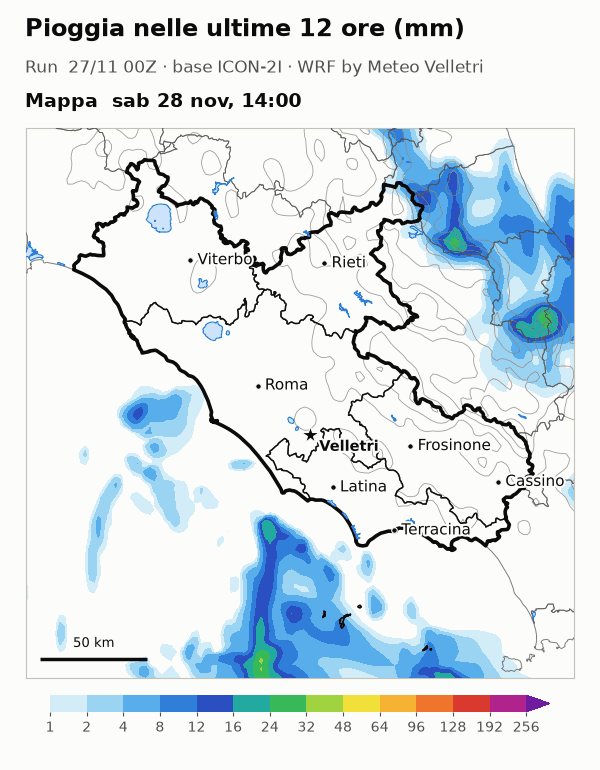 Pioggia nelle ultime 12 ore (mm)
Run  27/11 00Z · base ICON-2I · WRF by Meteo Velletri
Mappa  sab 28 nov, 14:00
Viterbo
Rieti
Roma
Velletri
Frosinone
Latina
Cassino
Terracina
50 km
1 2 4 8 12 16 24 32 48 64 96 128 192 256